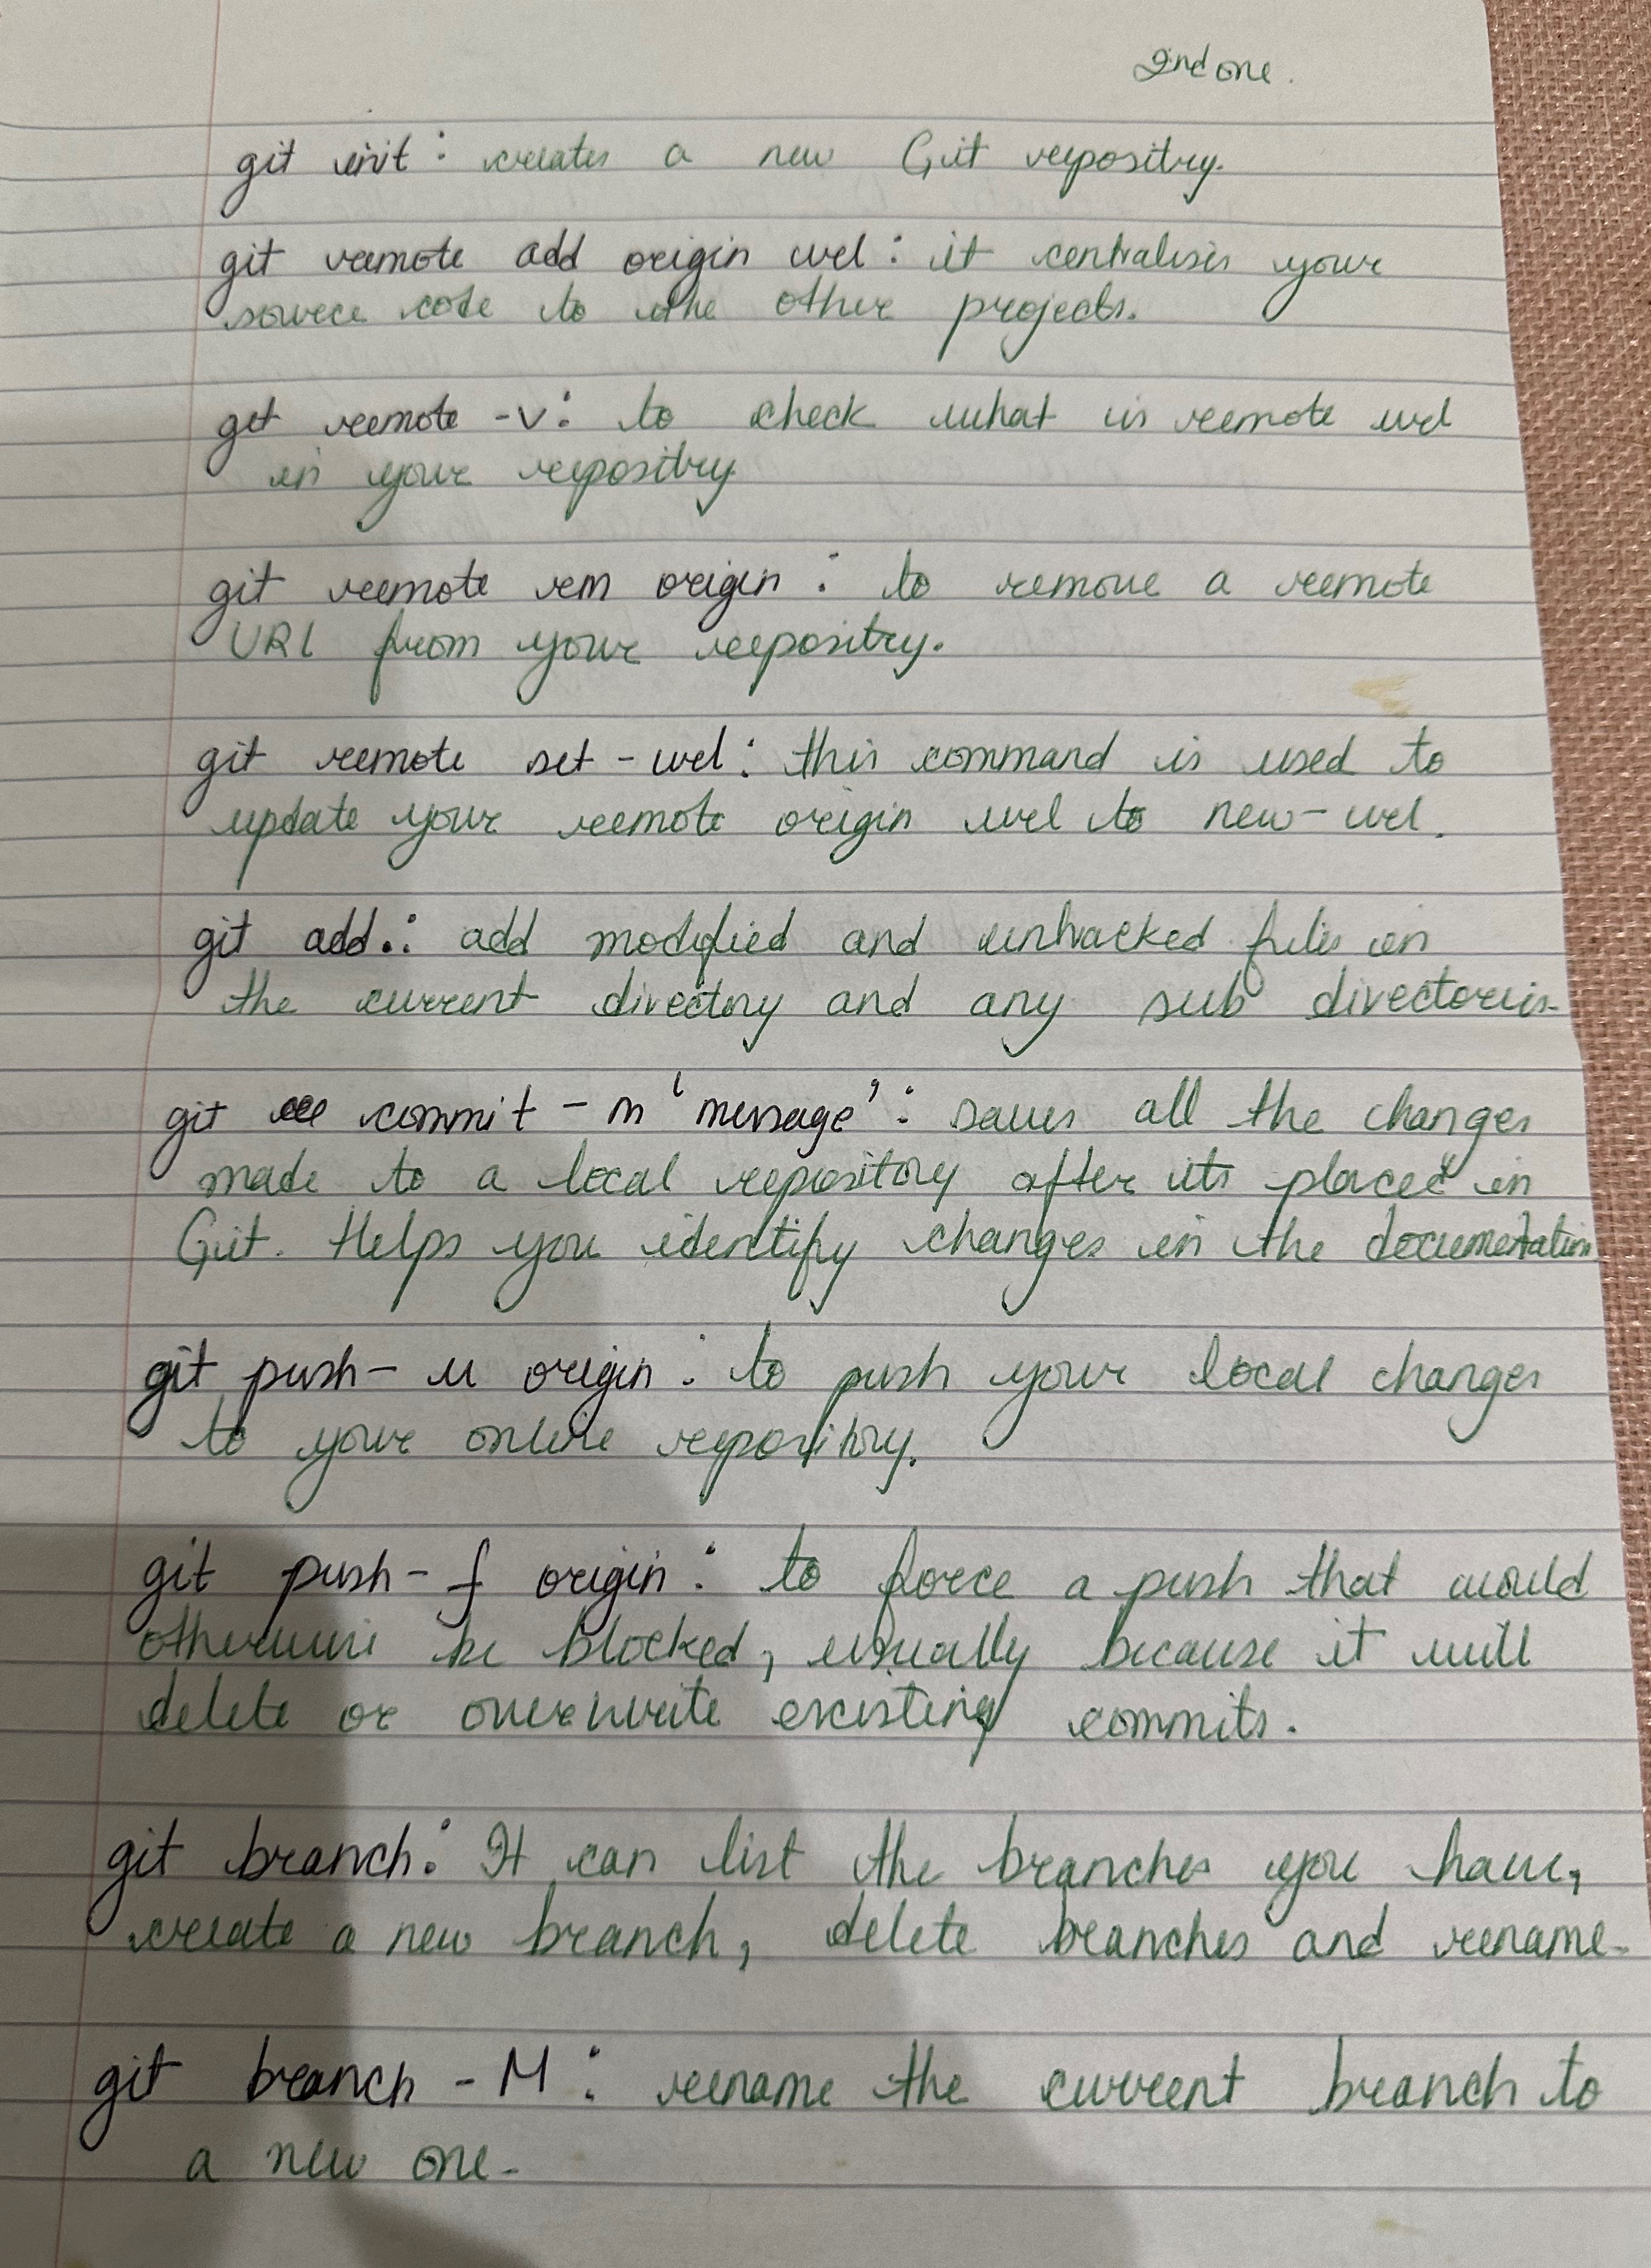 2nd one.
git init: creates a new Git repositry.
git remote add origin url: it centralises your
source code to the other projects.
get remote -v: to check what is remote url
in your repositry
git remote rm origin: to remove a remote
URL from your repositry.
git remote set-url: this command is used to
update your remote origin url to new-url.
git add.: add modified and untracked files in
the current directory and any sub directories.
git commit -m 'message': saves all the changes
made to a local repository after its placed in
Git. Helps you identify changes in the documentation
git push- u origin: to push your local changes
to your online repository.
git push- f origin: to force a push that would
otherwise be blocked, usually because it will
delete or overwrite existing commits.
git branch: It can list the branches you have,
create a new branch, delete branches and rename.
git branch -M: rename the current branch to
a new one.